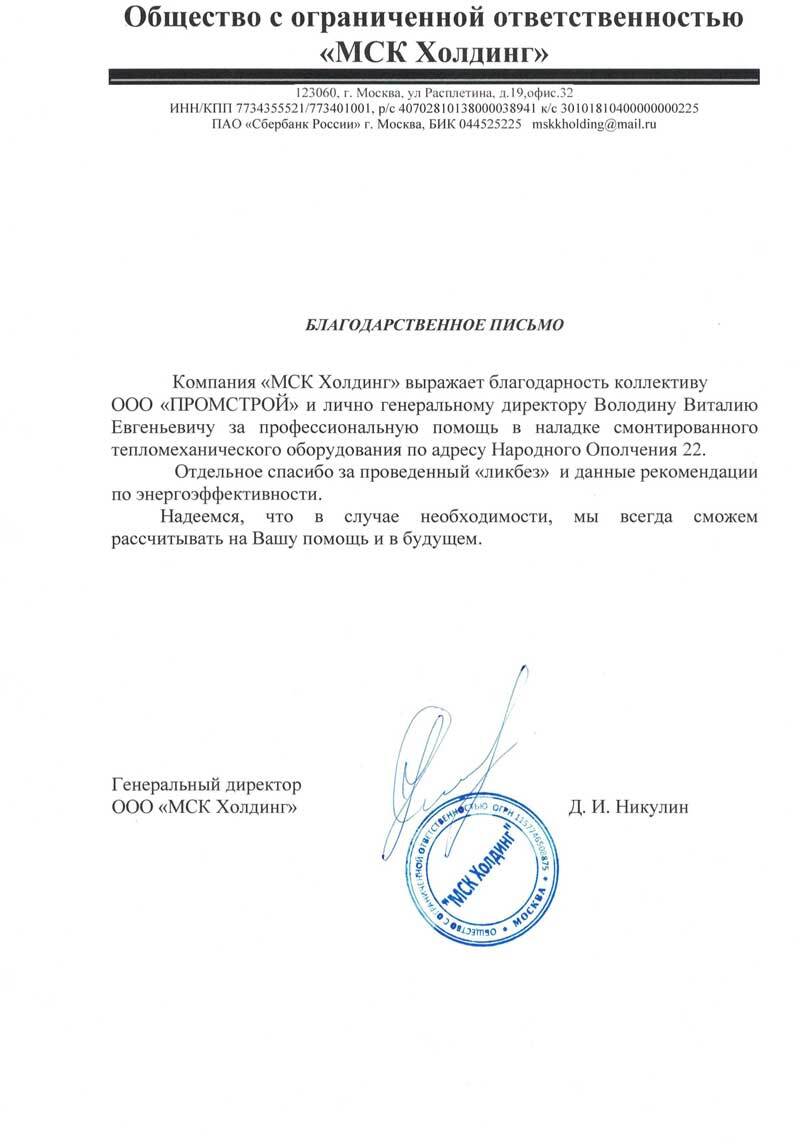 Общество с ограниченной ответственностью
«МСК Холдинг»
123060, г. Москва, ул Расплетина, д.19,офис.32
ИНН/КПП 7734355521/773401001, р/с 40702810138000038941 к/с 30101810400000000225
ПАО «Сбербанк России» г. Москва, БИК 044525225 mskkholding@mail.ru
БЛАГОДАРСТВЕННОЕ ПИСЬМО
Компания «МСК Холдинг» выражает благодарность коллективу
ООО «ПРОМСТРОЙ» и лично генеральному директору Володину Виталию
Евгеньевичу за профессиональную помощь в наладке смонтированного
тепломеханического оборудования по адресу Народного Ополчения 22.
Отдельное спасибо за проведенный «ликбез» и данные рекомендации
по энергоэффективности.
Надеемся, что в случае необходимости, мы всегда сможем
рассчитывать на Вашу помощь и в будущем.
Генеральный директор
ООО «МСК Холдинг»
Д. И. Никулин
ОБЩЕСТВО С ОГРАНИЧЕННОЙ ОТВЕТСТВЕННОСТЬЮ ОГРН
"МСК Холдинг"
• МОСКВА •